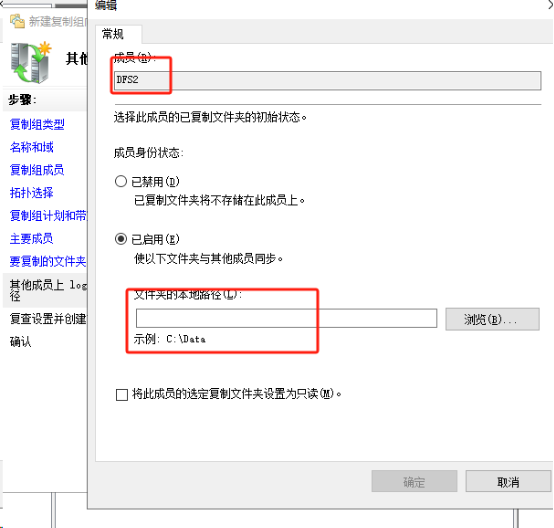 编辑
新建复制组
常规
其他
成员(R):
DFS2
步骤:
选择此成员的已复制文件夹的初始状态。
复制组类型
名称和域
成员身份状态:
复制组成员
已禁用(D)
拓扑选择
已复制文件夹将不存储在此成员上。
复制组计划和带
主要成员
已启用(E)
要复制的文件夹
使以下文件夹与其他成员同步。
其他成员上 log
径
文件夹的本地路径(L):
复查设置并创建
浏览(B)...
确认
示例: C:\Data
将此成员的选定复制文件夹设置为只读(M)。
确定
取消